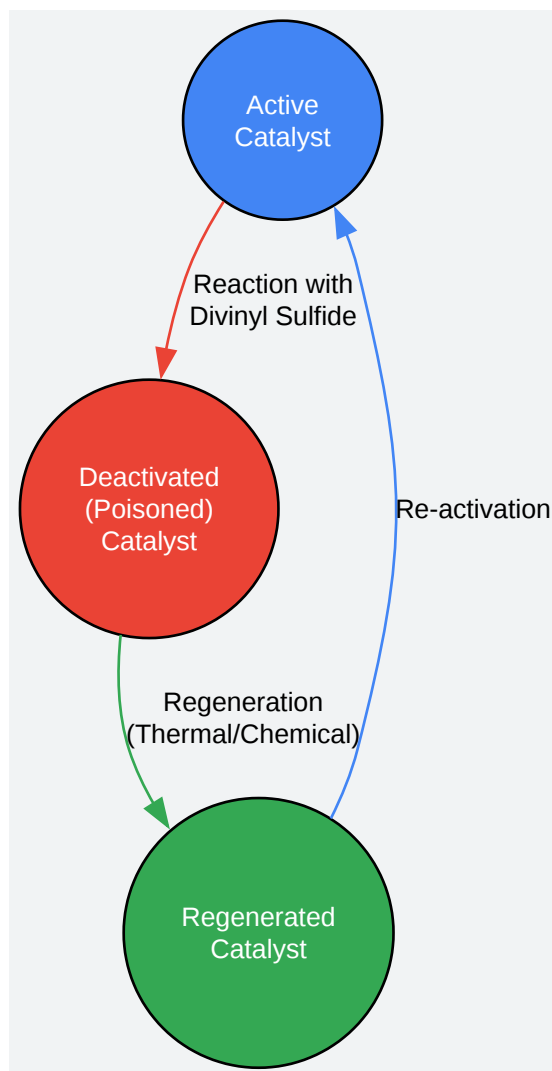 Active
Catalyst
Reaction with
Divinyl Sulfide
Deactivated
(Poisoned)
Catalyst
Re-activation
Regeneration
(Thermal/Chemical)
Regenerated
Catalyst